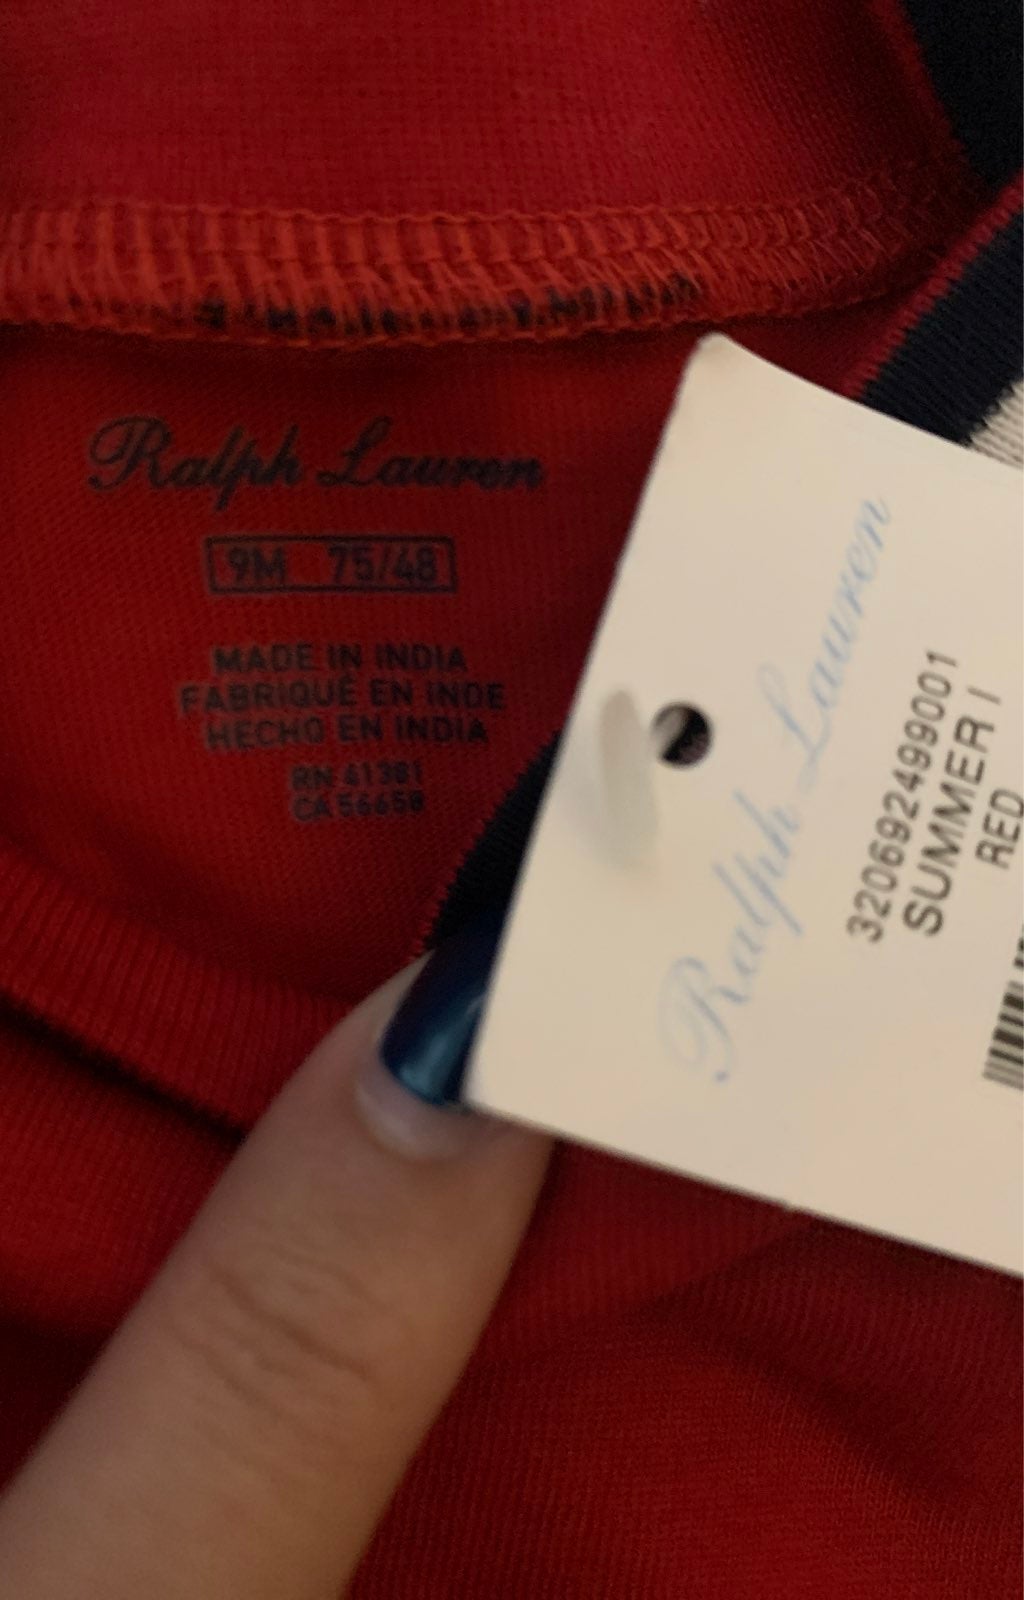 Ralph Lauren
9M 75/48
MADE IN INDIA
FABRIQUÉ EN INDE
HECHO EN INDIA
RN 41381
CA 56658
Ralph Lauren
320692499001
SUMMER I
RED